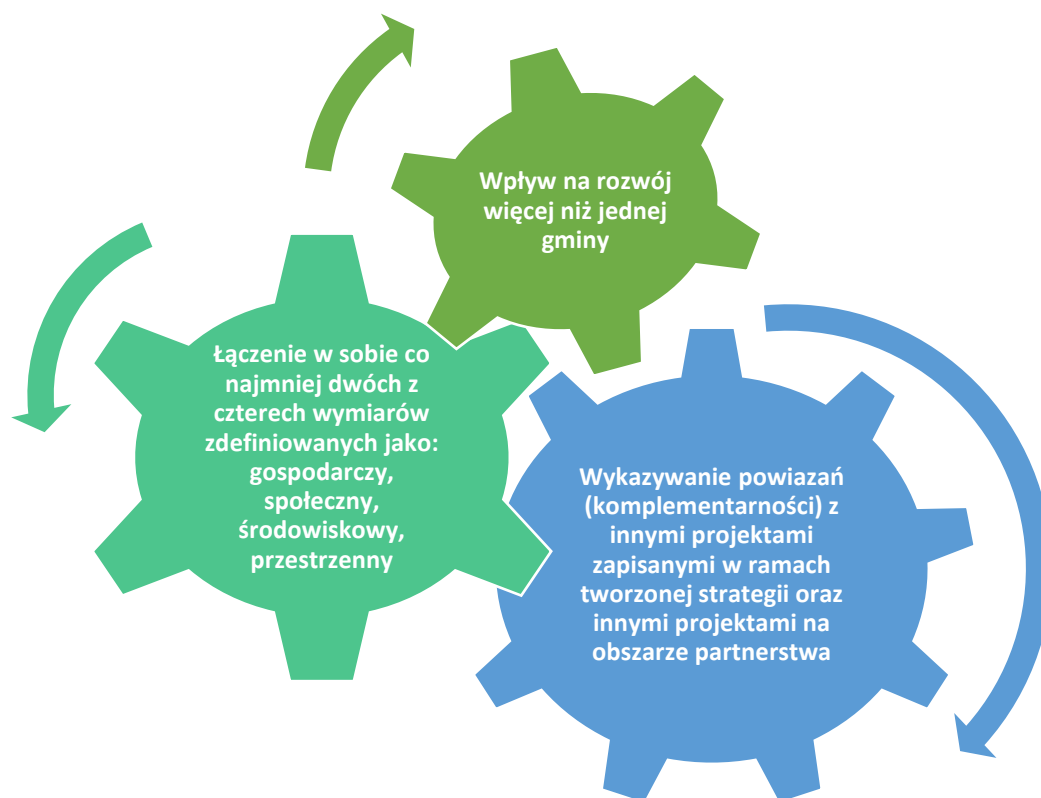 Wpływ na rozwój
więcej niż jednej
gminy
Łączenie w sobie co
najmniej dwóch z
czterech wymiarów
zdefiniowanych jako:
gospodarczy,
społeczny,
środowiskowy,
przestrzenny
Wykazywanie powiazań
(komplementarności) z
innymi projektami
zapisanymi w ramach
tworzonej strategii oraz
innymi projektami na
obszarze partnerstwa